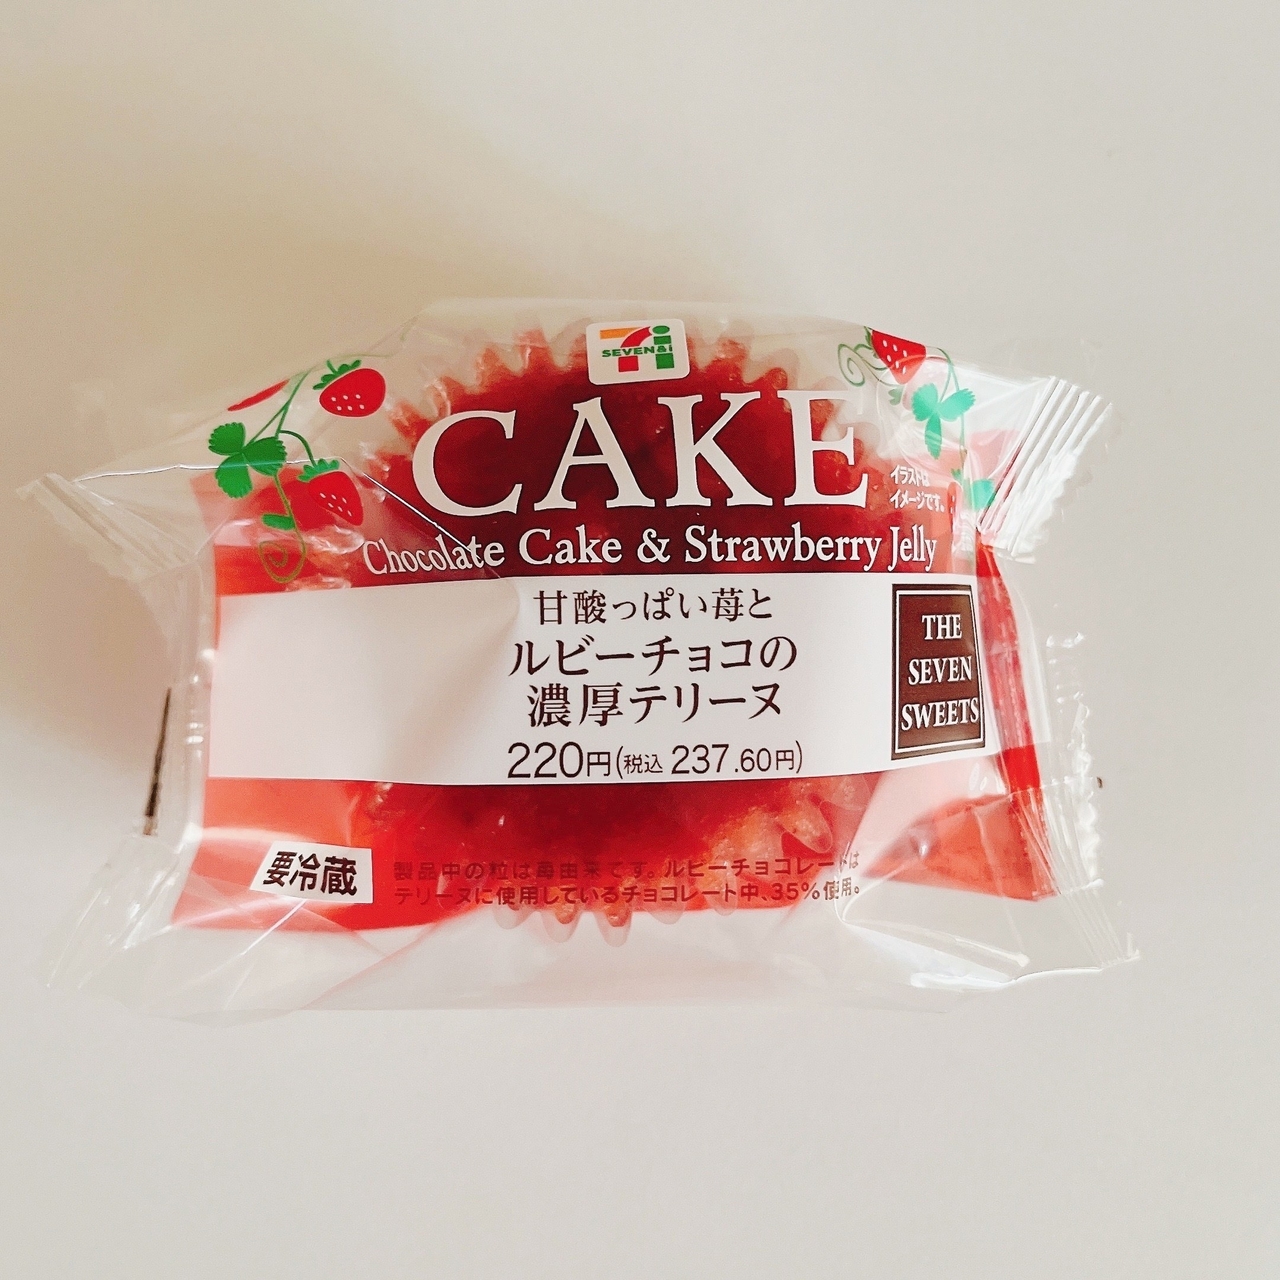 SEVEN&i
CAKE
イラストは
イメージです。
Chocolate Cake & Strawberry Jelly
甘酸っぱい苺と
ルビーチョコの
濃厚テリーヌ
220円(税込 237.60円)
THE
SEVEN
SWEETS
要冷蔵
製品中の粒は苺由来です。ルビーチョコレートは
テリーヌに使用しているチョコレート中、35%使用。